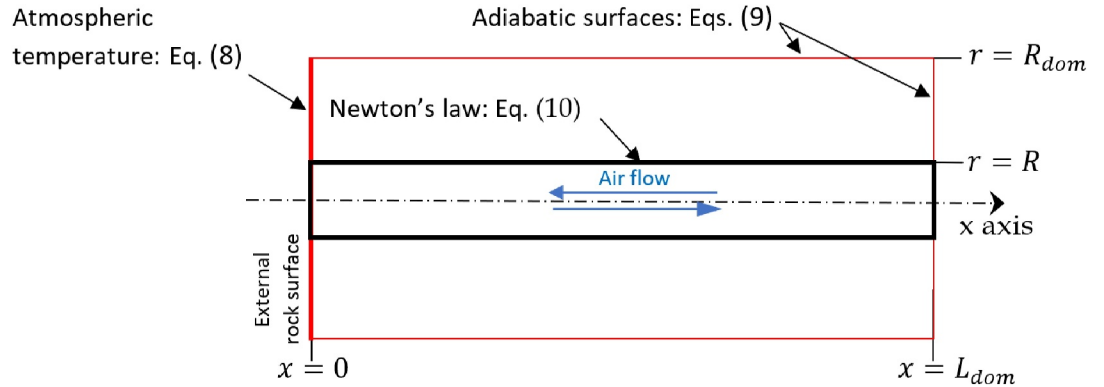 Atmospheric
temperature: Eq. (8)
Adiabatic surfaces: Eqs. (9)
r = R_dom
Newton’s law: Eq. (10)
r = R
Air flow
x axis
External
rock surface
x = 0
x = L_dom